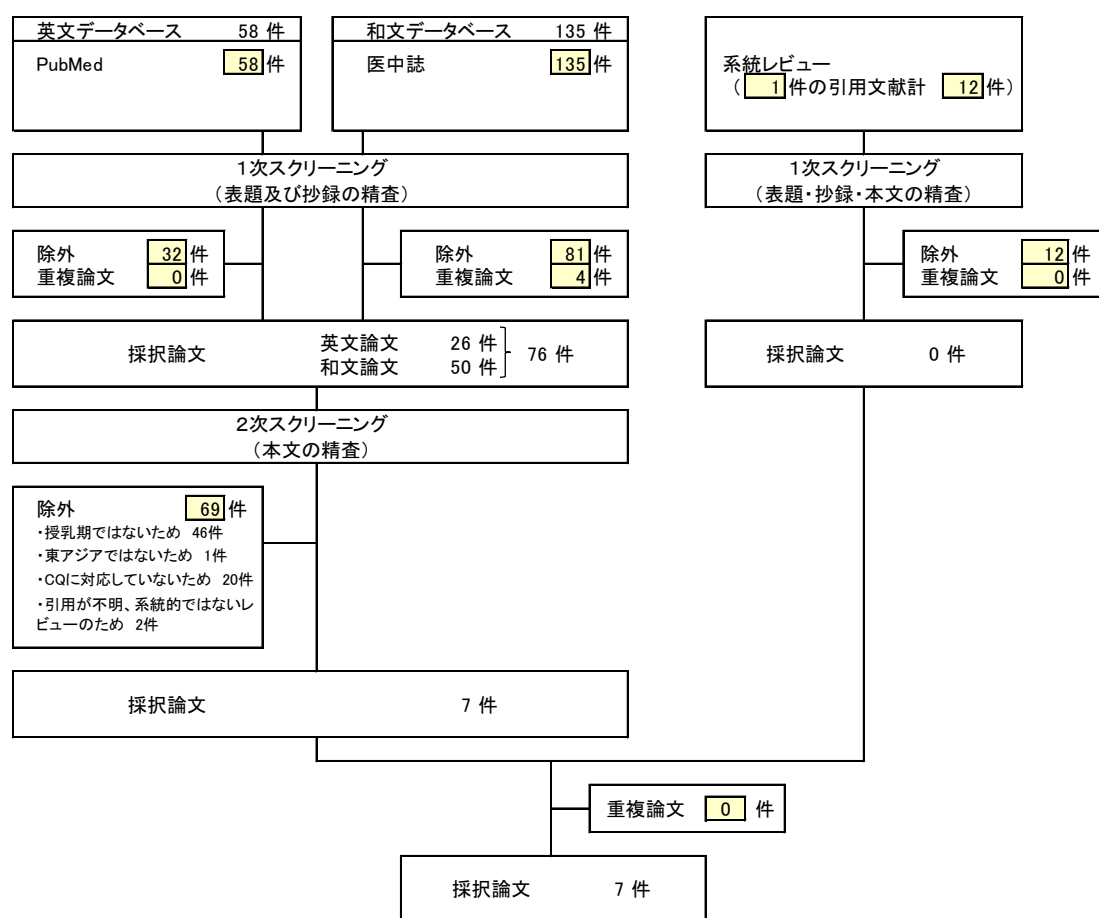 英文データベース 58 件
PubMed 58 件
和文データベース 135 件
医中誌 135 件
系統レビュー
( 1 件の引用文献計 12 件)
1次スクリーニング
(表題及び抄録の精査)
1次スクリーニング
(表題・抄録・本文の精査)
除外 32 件
重複論文 0 件
除外 81 件
重複論文 4 件
除外 12 件
重複論文 0 件
採択論文
英文論文 26 件
和文論文 50 件
76 件
採択論文 0 件
2次スクリーニング
(本文の精査)
除外 69 件
・授乳期ではないため 46件
・東アジアではないため 1件
・CQに対応していないため 20件
・引用が不明、系統的ではないレ
ビューのため 2件
採択論文 7 件
重複論文 0 件
採択論文 7 件